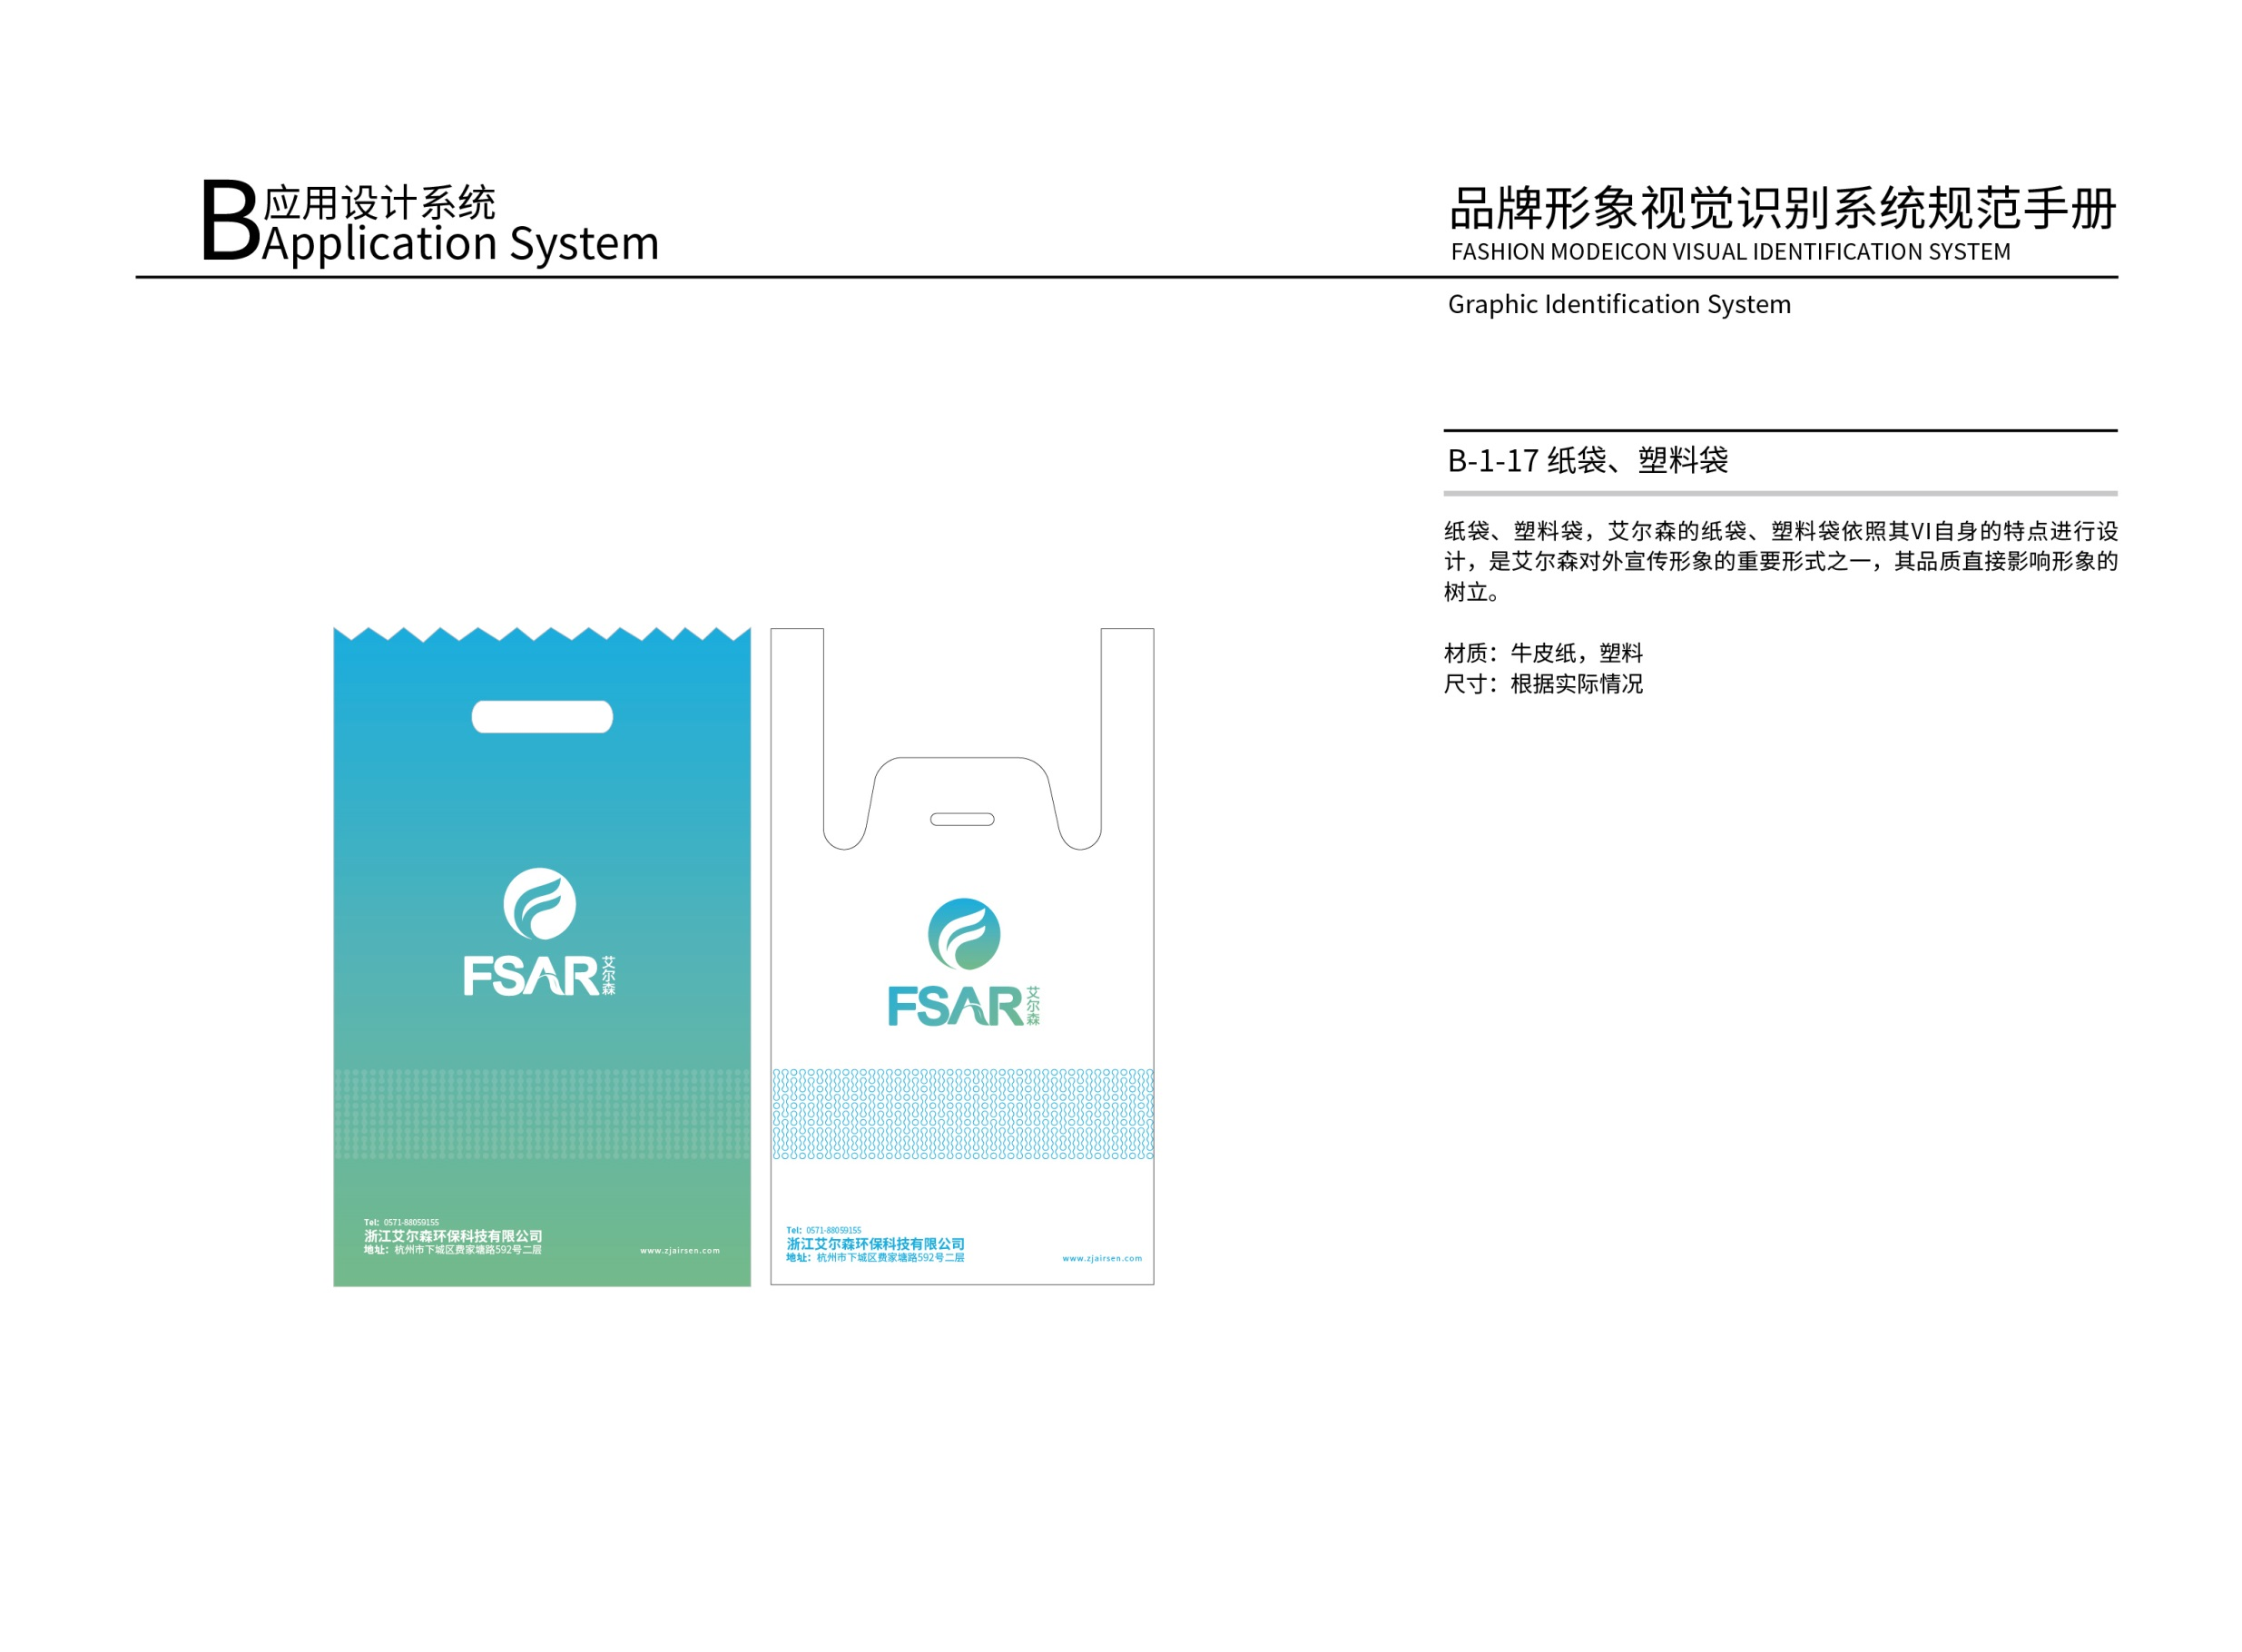 B
应用设计系统
Application System
品牌形象视觉识别系统规范手册
FASHION MODEICON VISUAL IDENTIFICATION SYSTEM
Graphic Identification System
B-1-17 纸袋、塑料袋
纸袋、塑料袋，艾尔森的纸袋、塑料袋依照其VI自身的特点进行设
计，是艾尔森对外宣传形象的重要形式之一，其品质直接影响形象的
树立。
材质：牛皮纸，塑料
尺寸：根据实际情况
FSAR 艾尔森
Tel: 0571-88059155
浙江艾尔森环保科技有限公司
地址：杭州市下城区费家塘路592号二层
www.zjairsen.com
FSAR 艾尔森
Tel: 0571-88059155
浙江艾尔森环保科技有限公司
地址：杭州市下城区费家塘路592号二层
www.zjairsen.com